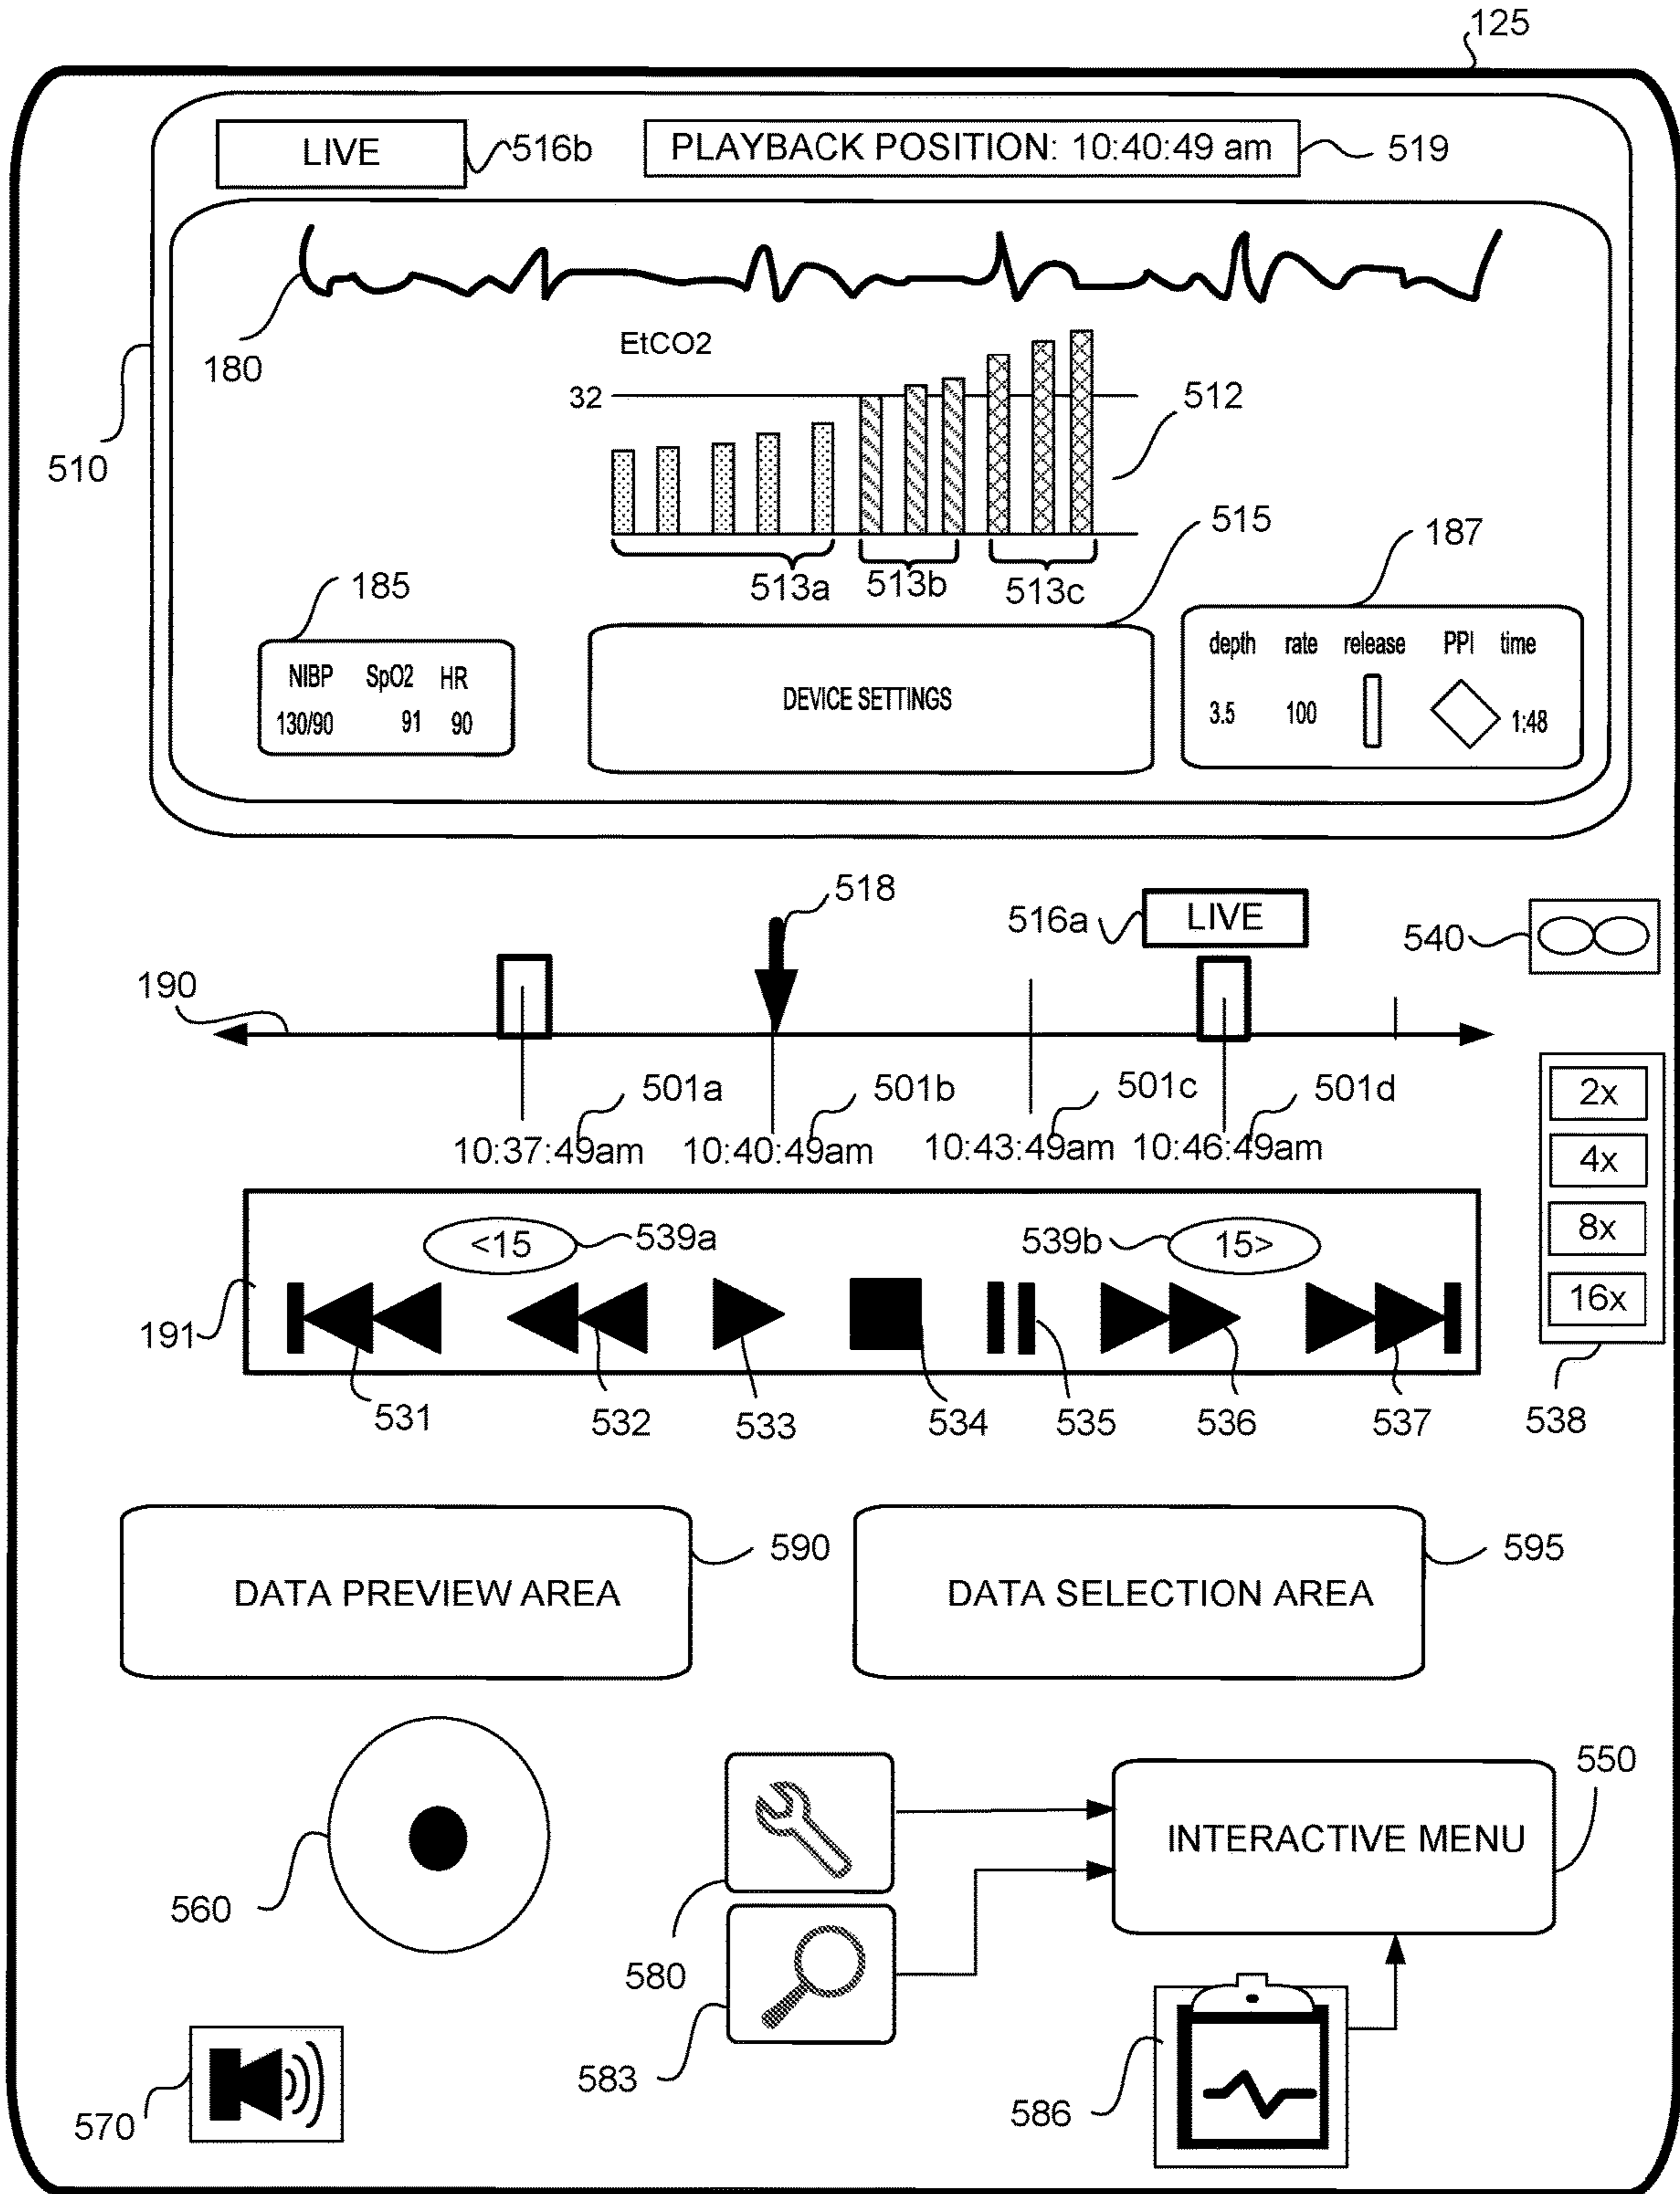 125
LIVE 516b PLAYBACK POSITION: 10:40:49 am 519
180
EtCO2
32
512
510
513a 513b 513c
515
187
185
NIBP SpO2 HR
130/90 91 90
DEVICE SETTINGS
depth rate release PPI time
3.5 100 1:48
518
516a LIVE
540
190
501a 501b 501c 501d
10:37:49am 10:40:49am 10:43:49am 10:46:49am
2x
4x
8x
16x
538
<15 539a 539b 15>
191
531 532 533 534 535 536 537
DATA PREVIEW AREA 590
DATA SELECTION AREA 595
550
INTERACTIVE MENU
560
580
583
586
570